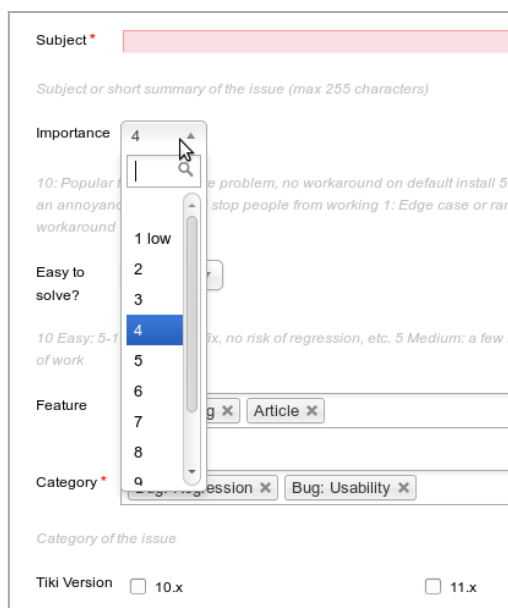 Subject *
Subject or short summary of the issue (max 255 characters)
Importance 4
10: Popular problem, no workaround on default install 5
an annoyanc stop people from working 1: Edge case or rar
workaround
1 low
2
3
4
5
6
7
8
9
Easy to
solve?
10 Easy: 5-1 fix, no risk of regression, etc. 5 Medium: a few
of work
Feature
g × Article ×
Category *
Bug: Regression × Bug: Usability ×
Category of the issue
Tiki Version 10.x 11.x